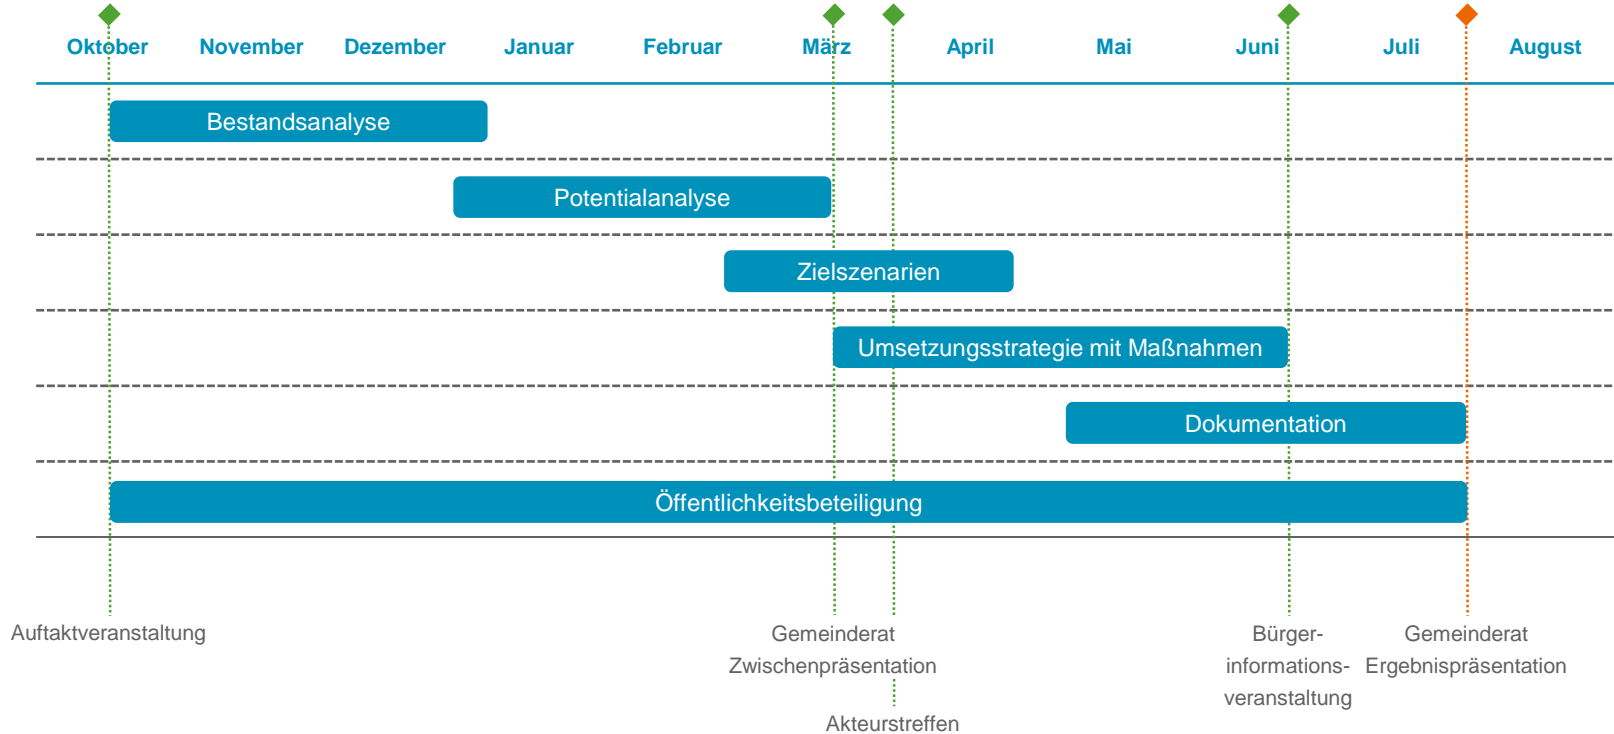 Oktober November Dezember Januar Februar März April Mai Juni Juli August
Bestandsanalyse
Potentialanalyse
Zielszenarien
Umsetzungsstrategie mit Maßnahmen
Dokumentation
Öffentlichkeitsbeteiligung
Auftaktveranstaltung
Gemeinderat
Zwischenpräsentation
Akteurstreffen
Bürger-
informations-
veranstaltung
Gemeinderat
Ergebnispräsentation